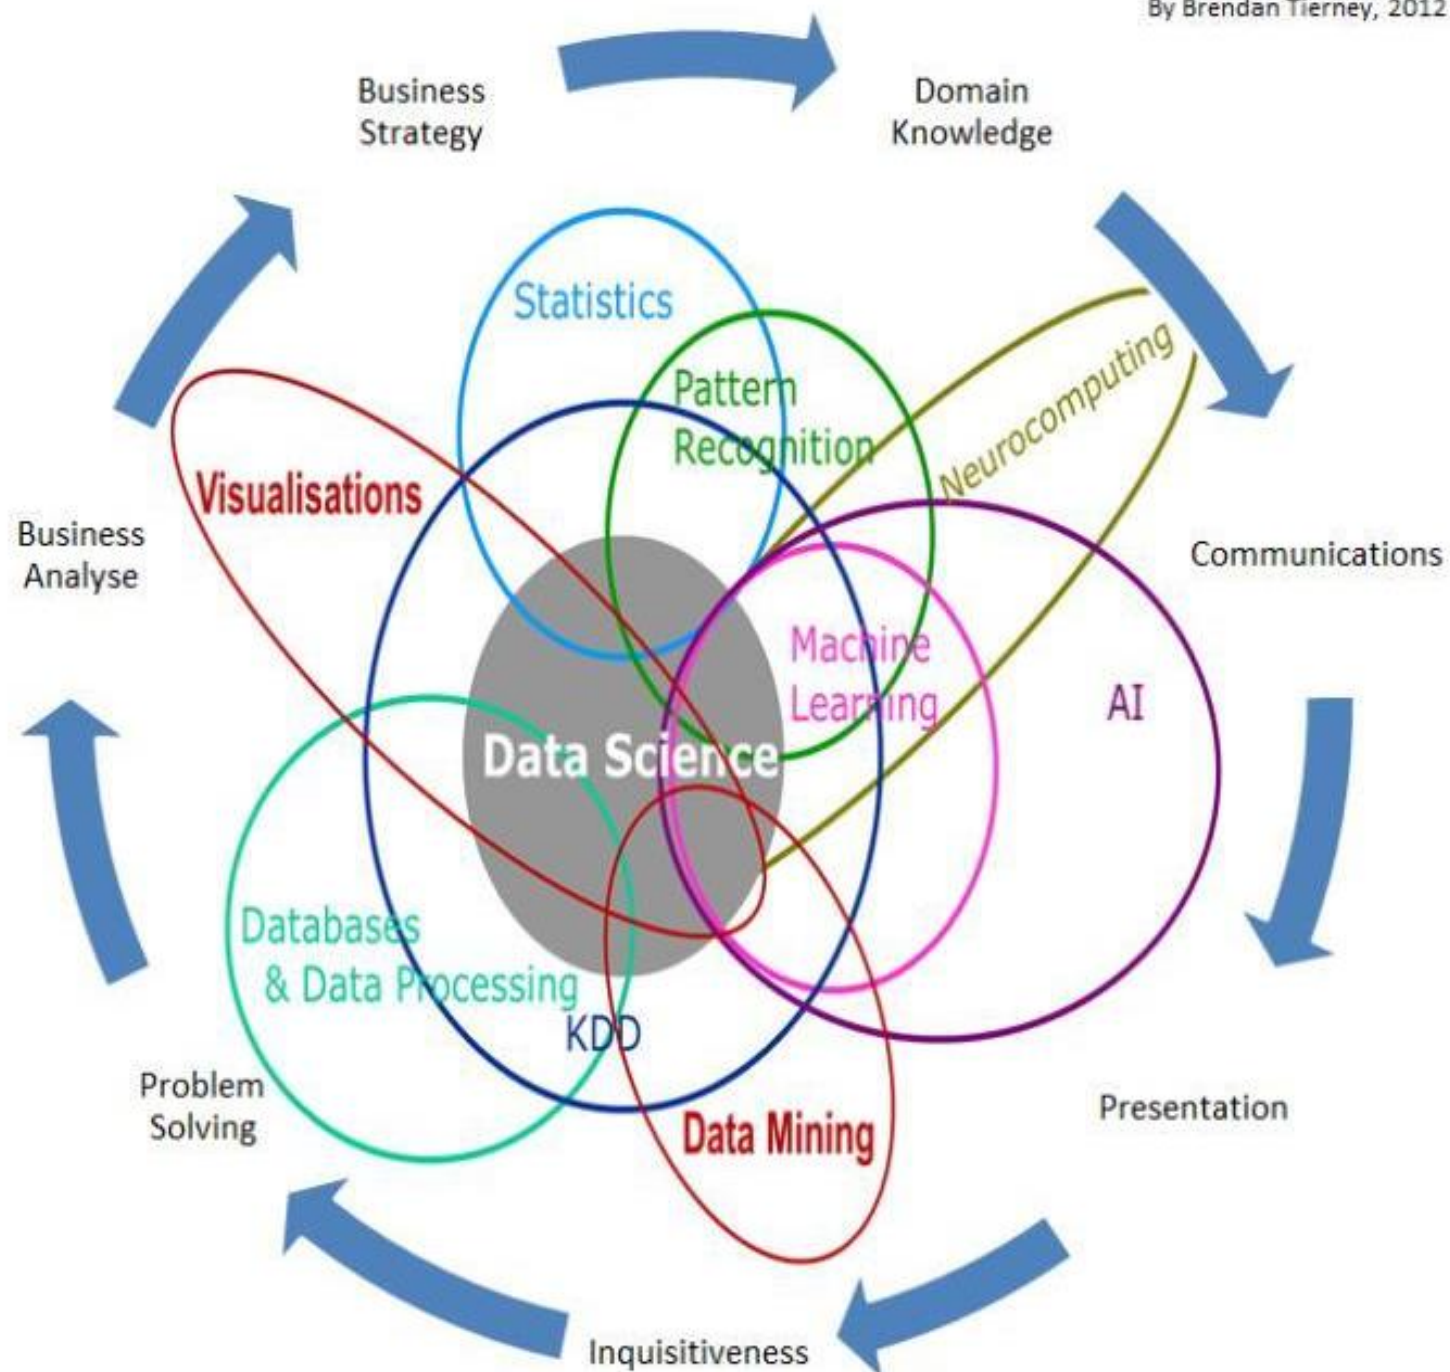 By Brendan Tierney, 2012
Business
Strategy
Domain
Knowledge
Statistics
Pattern
Recognition
Neurocomputing
Visualisations
Business
Analyse
Communications
Machine
Learning
AI
Data Science
Databases
& Data Processing
KDD
Problem
Solving
Data Mining
Presentation
Inquisitiveness